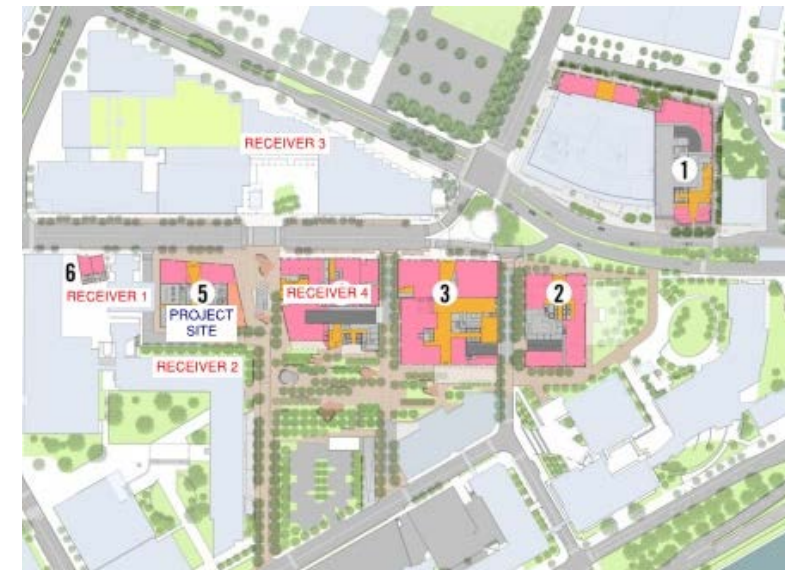 RECEIVER 3
1
6
RECEIVER 1
5
PROJECT
SITE
RECEIVER 4
3
2
RECEIVER 2